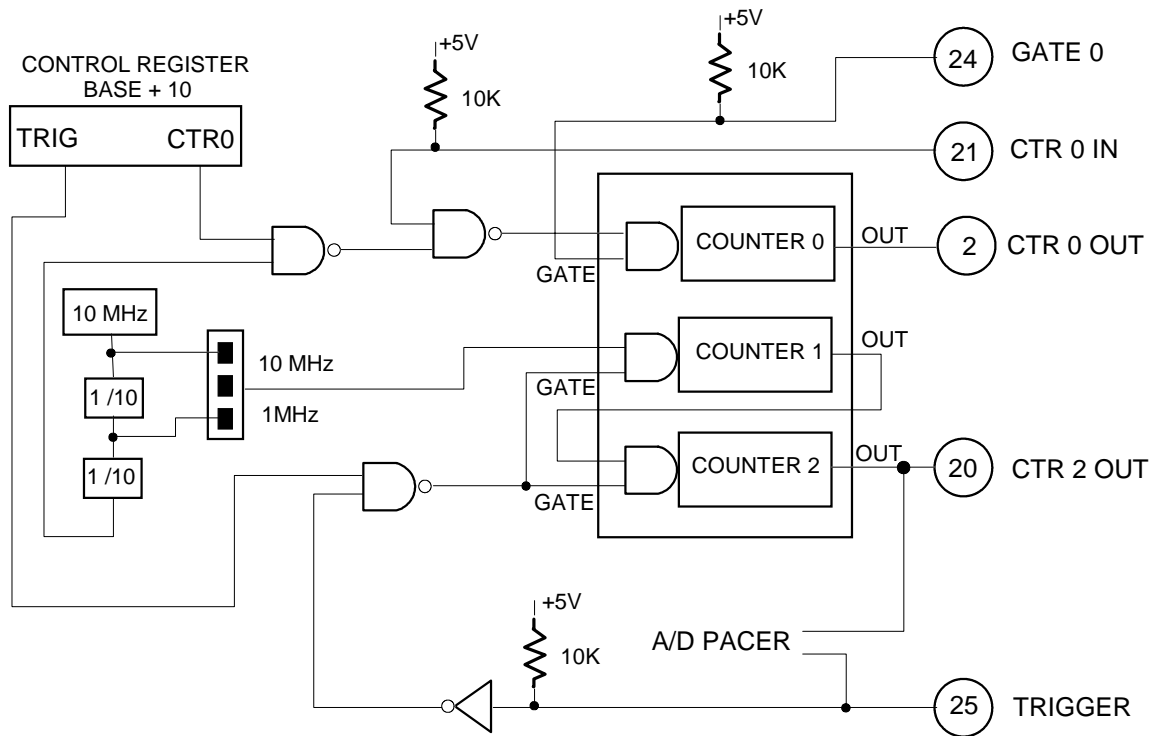 +5V
+5V
24
GATE 0
CONTROL REGISTER
BASE + 10
10K
10K
TRIG
CTR0
21
CTR 0 IN
COUNTER 0
OUT
2
CTR 0 OUT
GATE
10 MHz
10 MHz
COUNTER 1
OUT
1 /10
GATE
1MHz
1 /10
COUNTER 2
OUT
20
CTR 2 OUT
GATE
+5V
10K
A/D PACER
25
TRIGGER